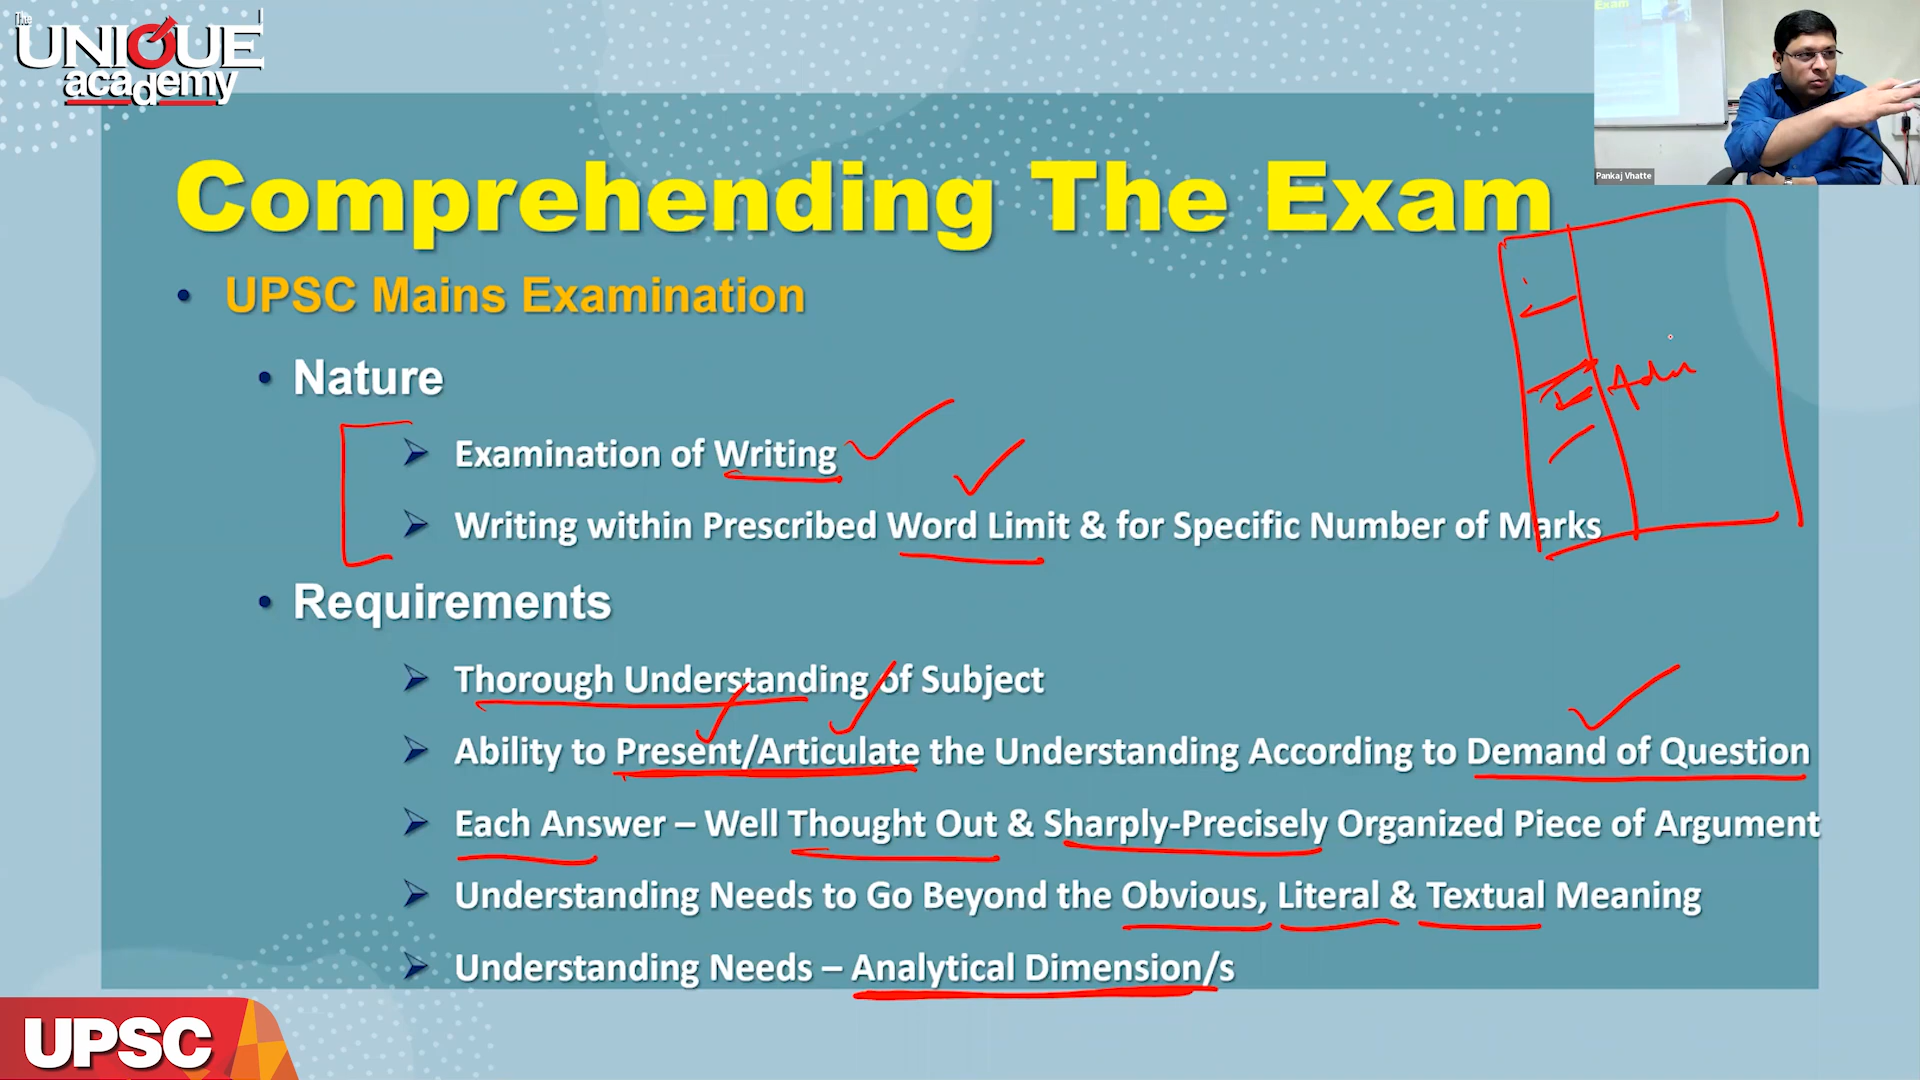 The
UNIQUE
academy
Exam
Pankaj Vhatte
Comprehending The Exam
• UPSC Mains Examination
• Nature
Examination of Writing
Writing within Prescribed Word Limit & for Specific Number of Marks
• Requirements
Thorough Understanding of Subject
Ability to Present/Articulate the Understanding According to Demand of Question
Each Answer – Well Thought Out & Sharply-Precisely Organized Piece of Argument
Understanding Needs to Go Beyond the Obvious, Literal & Textual Meaning
Understanding Needs – Analytical Dimension/s
UPSC